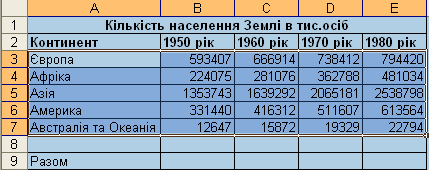 A B C D E
1 Кількість населення Землі в тис.осіб
2 Континент 1950 рік 1960 рік 1970 рік 1980 рік
3 Європа 593407 666914 738412 794420
4 Африка 224075 281076 362788 481034
5 Азія 1353743 1639292 2065181 2538798
6 Америка 331440 416312 511607 613564
7 Австралія та Океанія 12647 15872 19329 22794
8
9 Разом